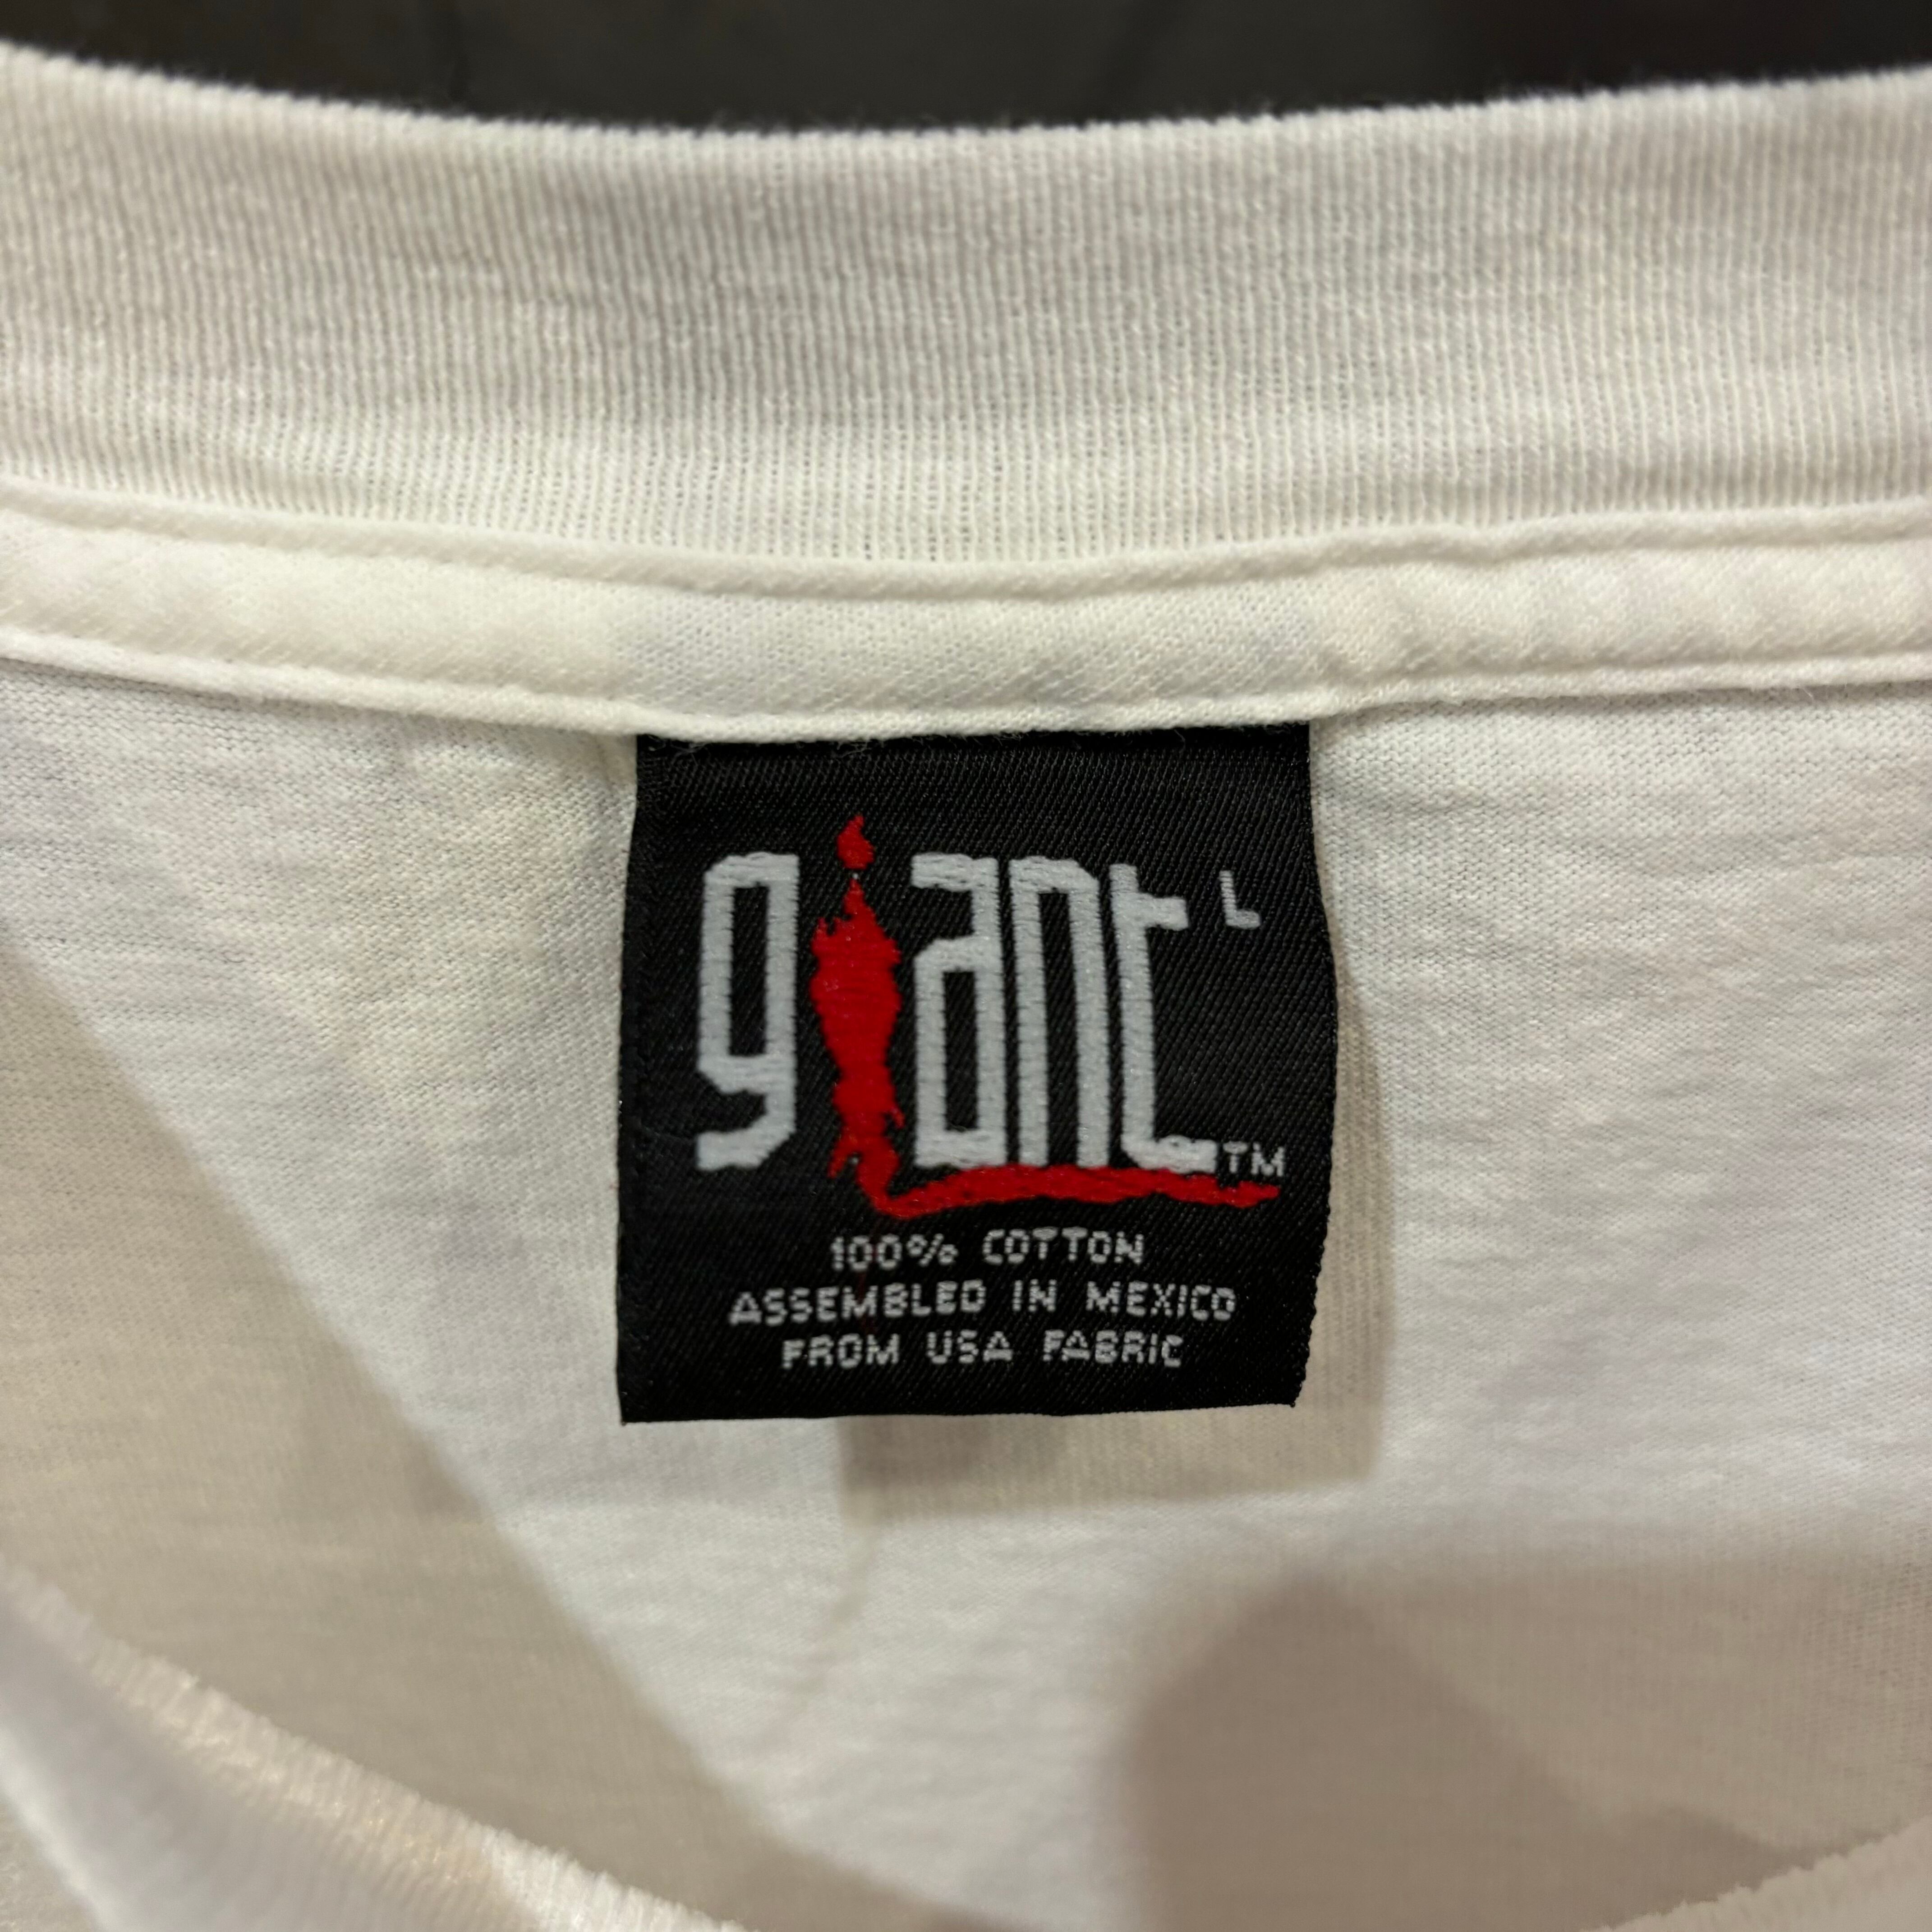 giant L
TM
100% COTTON
ASSEMBLED IN MEXICO
FROM USA FABRIC